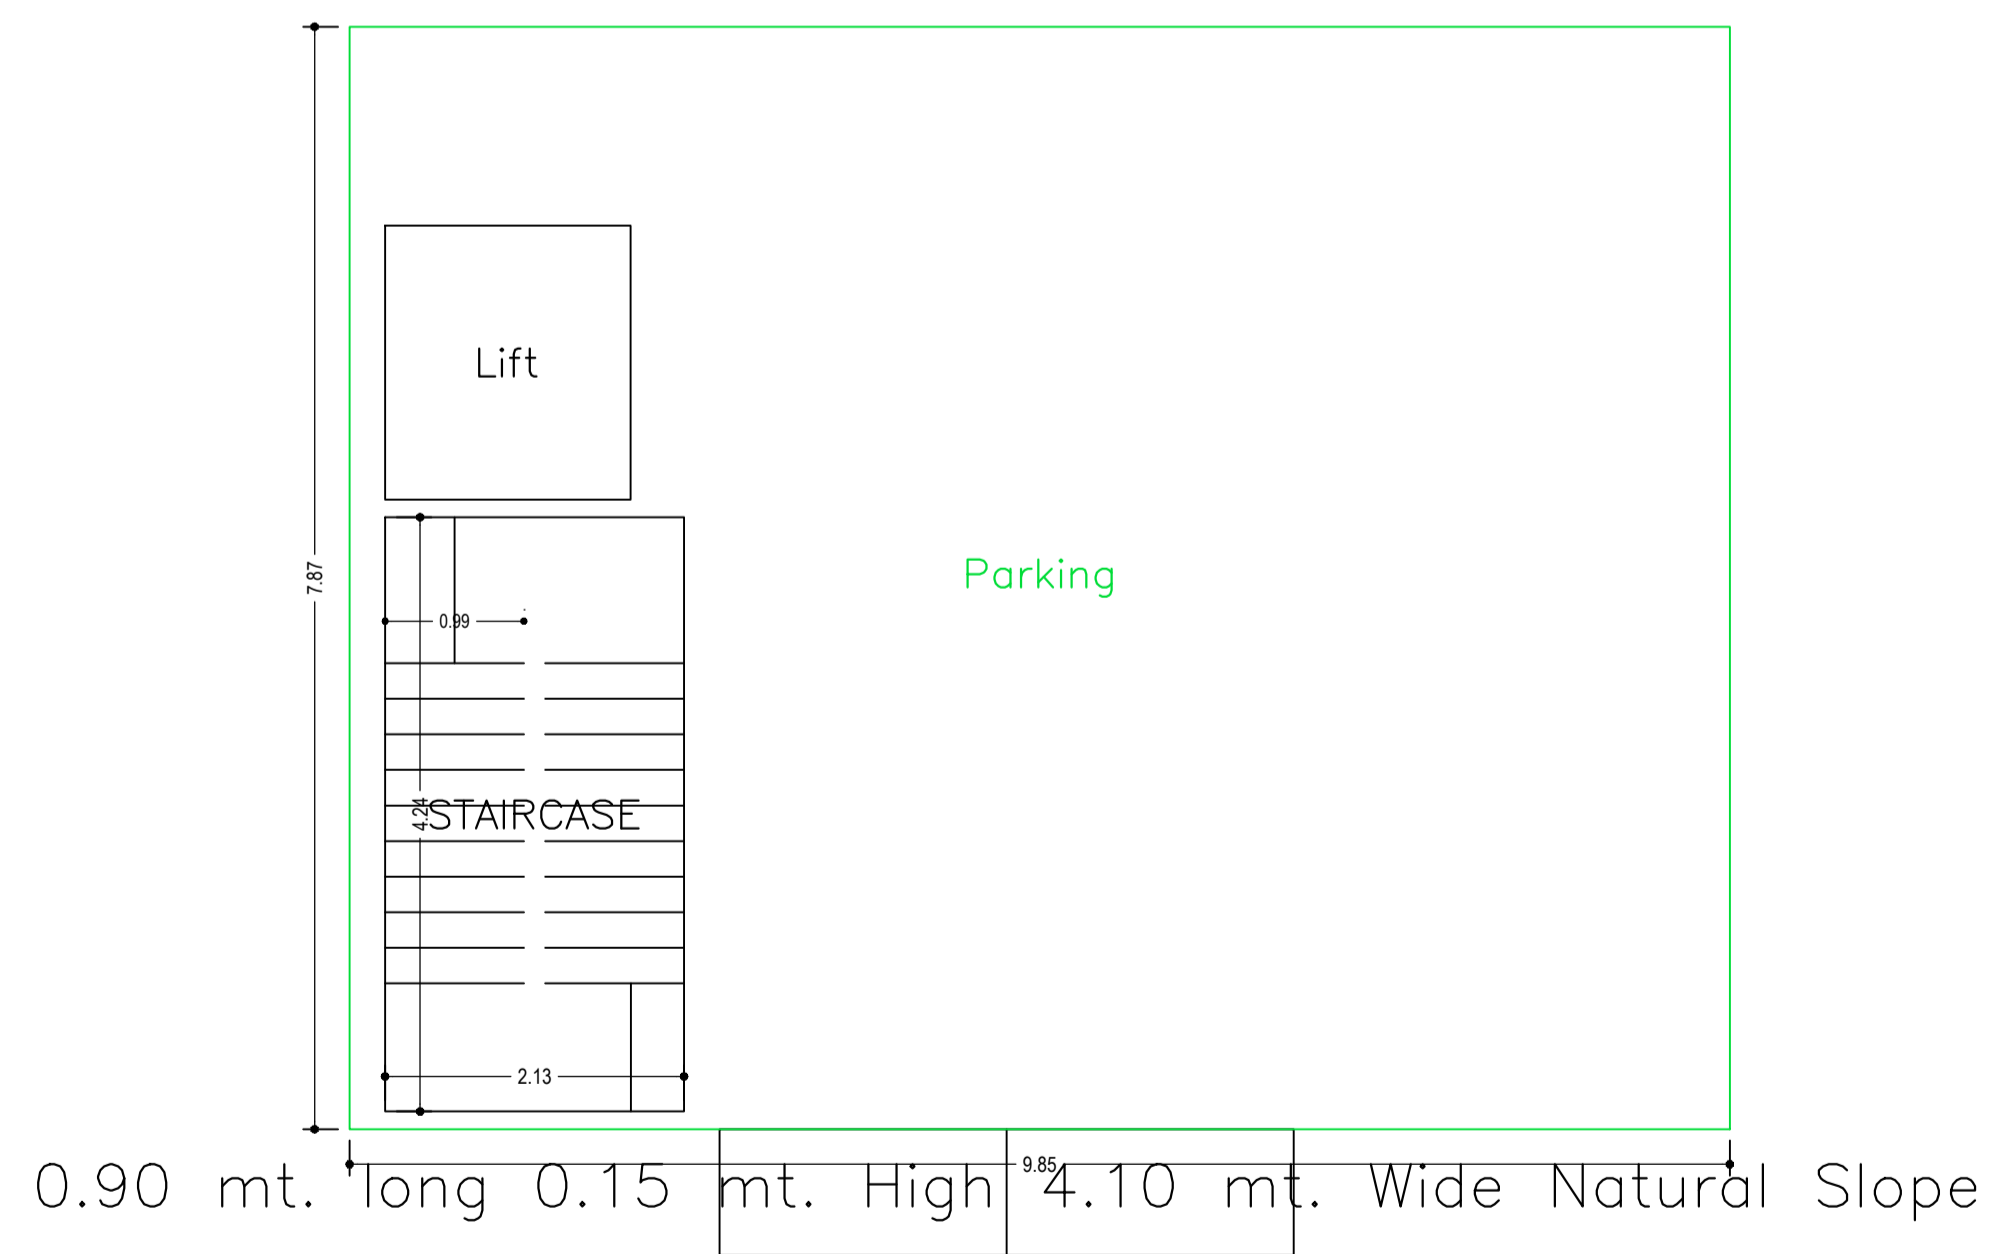 Lift
7.87
Parking
0.99
4.24
STAIRCASE
2.13
9.85
0.90 mt. long 0.15 mt. High 4.10 mt. Wide Natural Slope